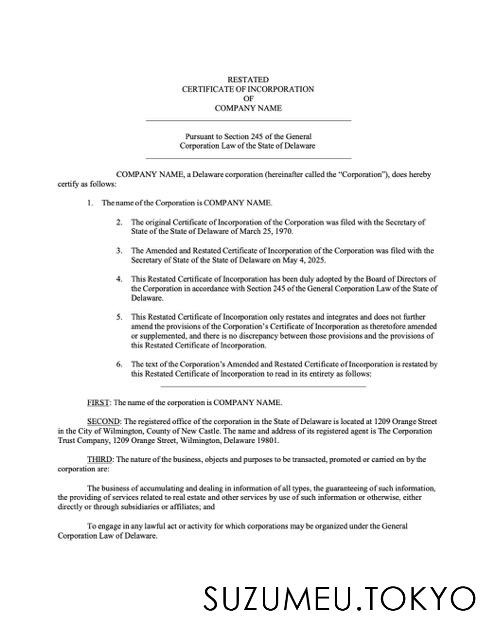 RESTATED
CERTIFICATE OF INCORPORATION
OF
COMPANY NAME
Pursuant to Section 245 of the General
Corporation Law of the State of Delaware
COMPANY NAME, a Delaware corporation (hereinafter called the “Corporation”), does hereby
certify as follows:
1. The name of the Corporation is COMPANY NAME.
2. The original Certificate of Incorporation of the Corporation was filed with the Secretary of
State of the State of Delaware of March 25, 1970.
3. The Amended and Restated Certificate of Incorporation of the Corporation was filed with the
Secretary of State of the State of Delaware on May 4, 2025.
4. This Restated Certificate of Incorporation has been duly adopted by the Board of Directors of
the Corporation in accordance with Section 245 of the General Corporation Law of the State of
Delaware.
5. This Restated Certificate of Incorporation only restates and integrates and does not further
amend the provisions of the Corporation’s Certificate of Incorporation as theretofore amended
or supplemented, and there is no discrepancy between those provisions and the provisions of
this Restated Certificate of Incorporation.
6. The text of the Corporation’s Amended and Restated Certificate of Incorporation is restated by
this Restated Certificate of Incorporation to read in its entirety as follows:
FIRST: The name of the corporation is COMPANY NAME.
SECOND: The registered office of the corporation in the State of Delaware is located at 1209 Orange Street
in the City of Wilmington, County of New Castle. The name and address of its registered agent is The Corporation
Trust Company, 1209 Orange Street, Wilmington, Delaware 19801.
THIRD: The nature of the business, objects and purposes to be transacted, promoted or carried on by the
corporation are:
The business of accumulating and dealing in information of all types, the guaranteeing of such information,
the providing of services related to real estate and other services by use of such information or otherwise, either
directly or through subsidiaries or affiliates; and
To engage in any lawful act or activity for which corporations may be organized under the General
Corporation Law of Delaware.
SUZUMEU.TOKYO